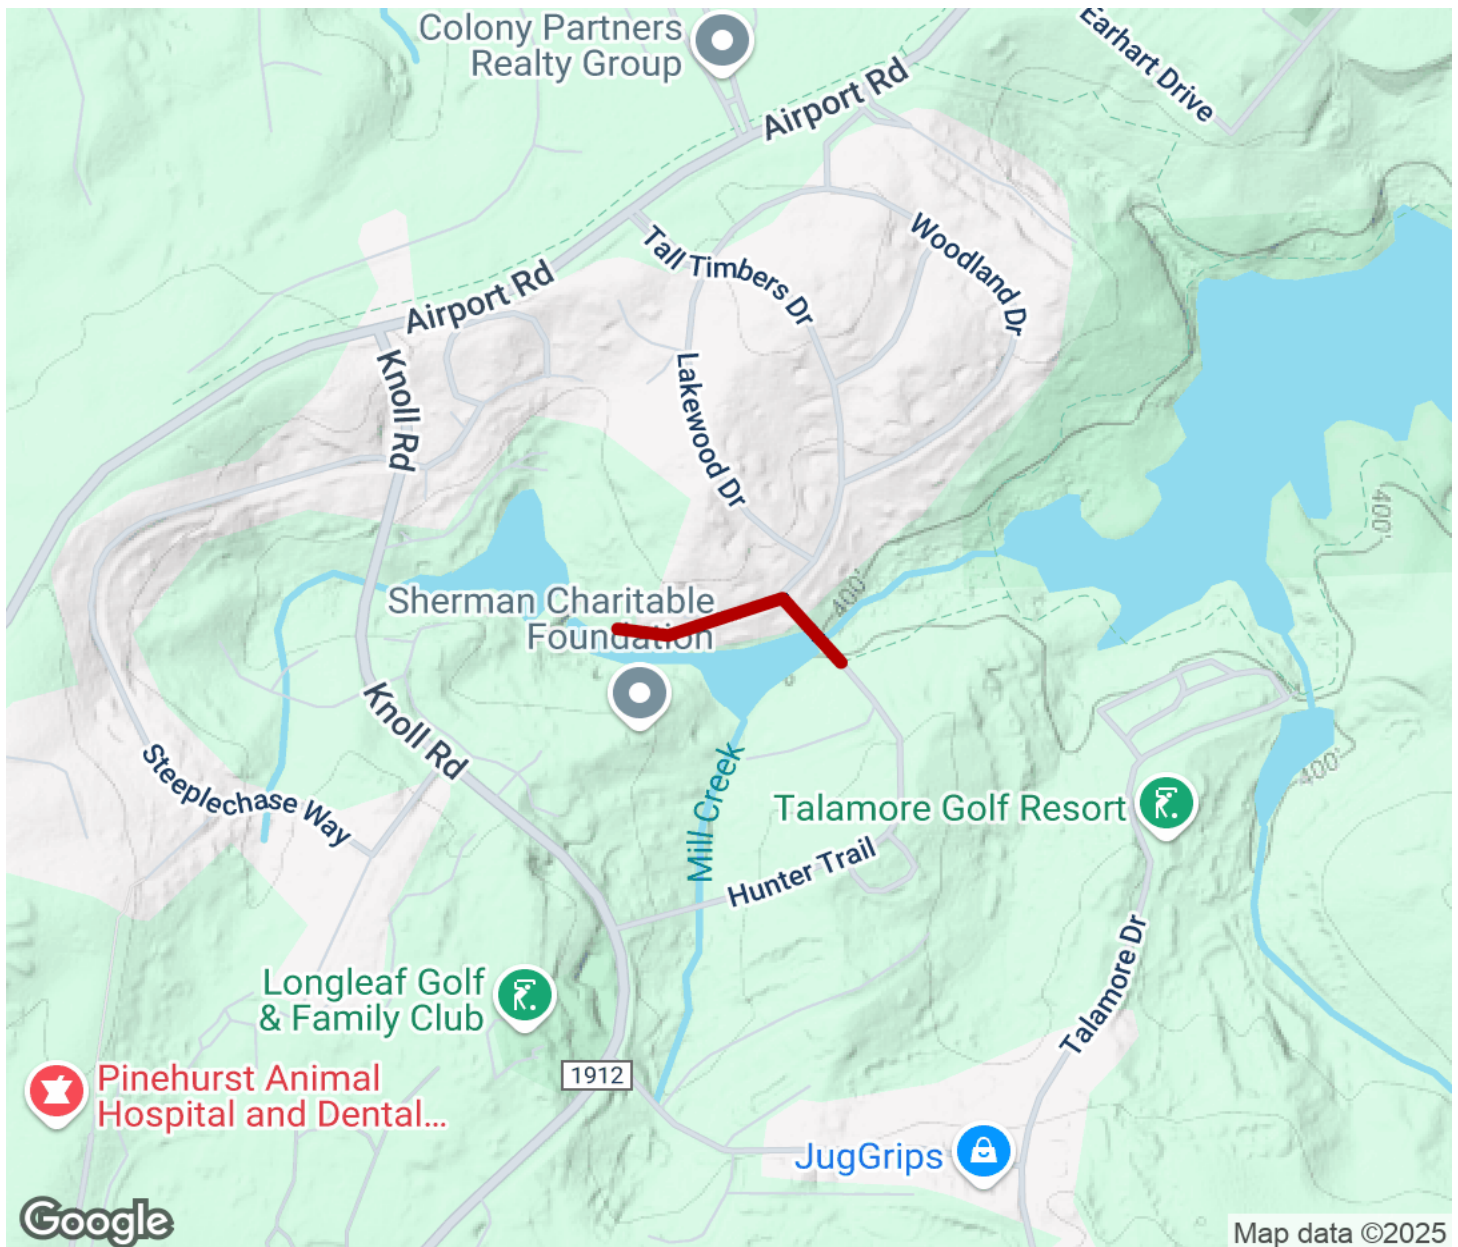 Colony Partners
Realty Group
Airport Rd
Earhart Drive
Woodland Dr
Tall Timbers Dr
Airport Rd
Knoll Rd
Lakewood Dr
400'
400'
Sherman Charitable
Foundation
Knoll Rd
Steeplechase Way
Mill Creek
400'
Talamore Golf Resort
Hunter Trail
Talamore Dr
Longleaf Golf
& Family Club
1912
Pinehurst Animal
Hospital and Dental...
JugGrips
Google
Map data ©2025